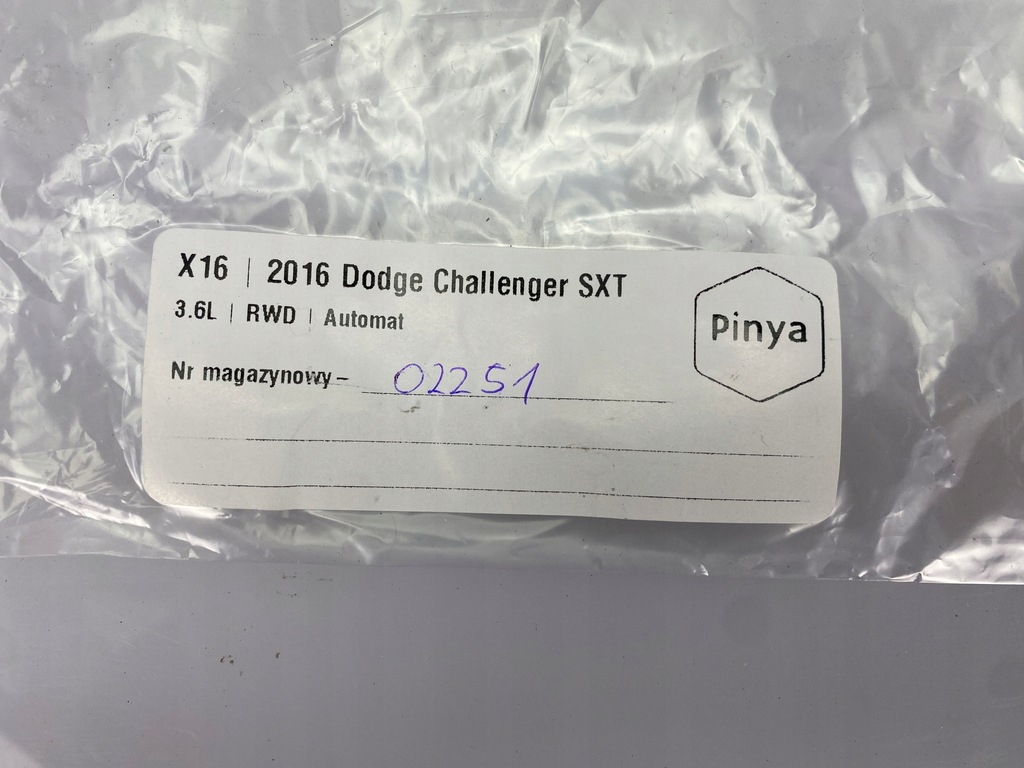 X16 | 2016 Dodge Challenger SXT
3.6L | RWD | Automat
Pinya
Nr magazynowy – 02251